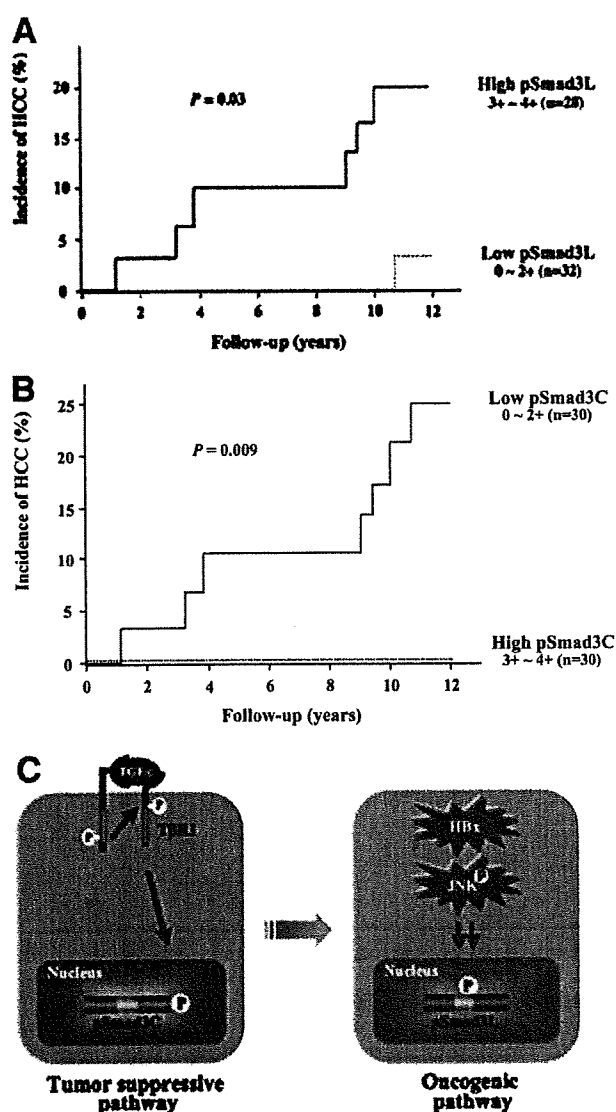 A
Incidence of HCC (%)
20
15
10
5
0
P = 0.03
High pSmad3L
3+ ~ 4+ (n=28)
Low pSmad3L
0 ~ 2+ (n=32)
0 2 4 6 8 10 12
Follow-up (years)
B
Incidence of HCC (%)
25
20
15
10
5
0
P = 0.009
Low pSmad3C
0 ~ 2+ (n=30)
High pSmad3C
3+ ~ 4+ (n=30)
0 2 4 6 8 10 12
Follow-up (years)
C
P
P
Nucleus
P
pSmad3C
Tumor suppressive
pathway
HBx
JNK
P
Nucleus
P
pSmad3L
Oncogenic
pathway